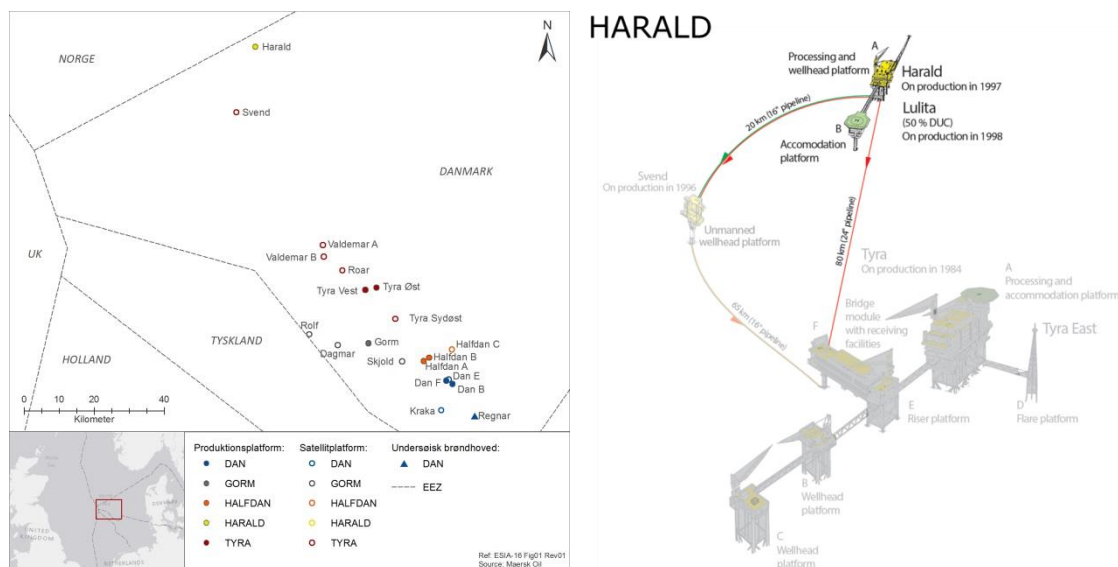 NORGE
Harald
N
Svend
DANMARK
UK
Valdemar A
Valdemar B
Roar
Tyra Vest
Tyra Øst
Tyra Sydøst
TYSKLAND
Rolf
Dagmar
Gorm
Skjold
Halfdan C
Halfdan B
Halfdan A
HOLLAND
Dan F
Dan E
Dan B
Kraka
Regnar
0 10 20 40
Kilometer
Produktionsplatform:
DAN
GORM
HALFDAN
HARALD
TYRA
Satellitplatform:
DAN
GORM
HALFDAN
HARALD
TYRA
Undersøisk brøndhoved:
DAN
EEZ
UNITED
KINGDOM
Ref: ESIA-16 Fig01 Rev01
Source: Maersk Oil
HARALD
A
Processing and
wellhead platform
Harald
On production in 1997
Lulita
(50 % DUC)
On production in 1998
B
Accomodation
platform
20 km (16" pipeline)
Svend
On production in 1996
Unmanned
wellhead platform
80 km (24" pipeline)
65 km (16" pipeline)
Tyra
On production in 1984
A
Processing and
accommodation platform
Bridge
module
with receiving
facilities
F
Tyra East
E
Riser platform
D
Flare platform
B
Wellhead
platform
C
Wellhead
platform